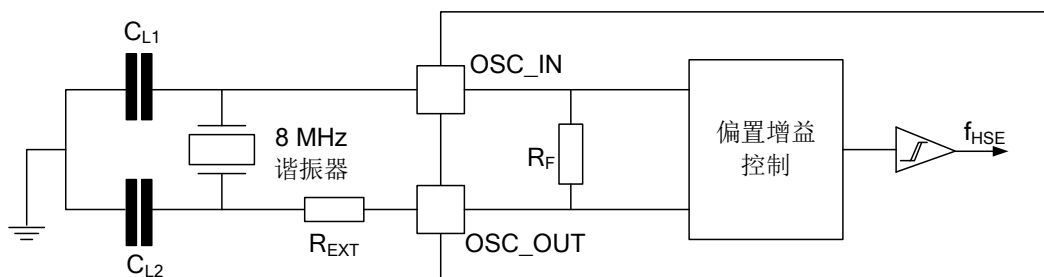 C_L1
OSC_IN
8 MHz
谐振器
R_F
偏置增益
控制
f_HSE
R_EXT
OSC_OUT
C_L2